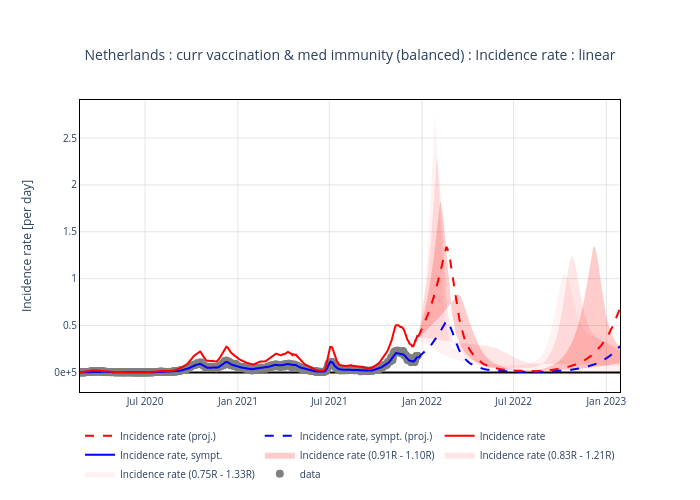 Netherlands : curr vaccination & med immunity (balanced) : Incidence rate : linear
Incidence rate [per day]
2.5
2
1.5
1
0.5
0e+5
Jul 2020
Jan 2021
Jul 2021
Jan 2022
Jul 2022
Jan 2023
Incidence rate (proj.)
Incidence rate, sympt. (proj.)
Incidence rate
Incidence rate, sympt.
Incidence rate (0.91R - 1.10R)
Incidence rate (0.83R - 1.21R)
Incidence rate (0.75R - 1.33R)
data